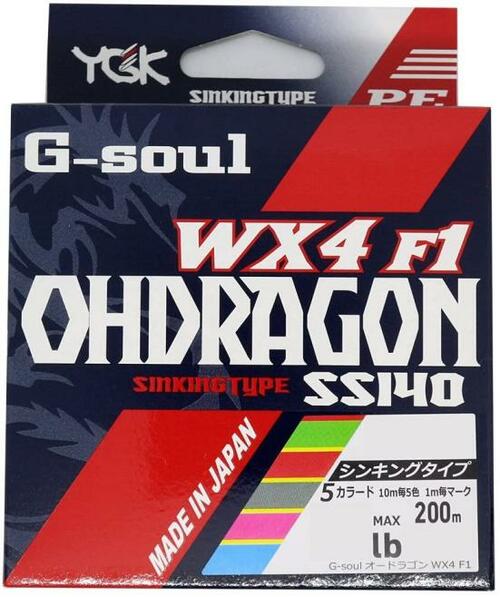 YGK
SINKINGTYPE
PE
G-soul
WX4 F1
OHDRAGON
SINKINGTYPE SS140
MADE IN JAPAN
シンキングタイプ
5カラード 10m毎5色 1m毎マーク
MAX 200m
lb
G-soul オードラゴン WX4 F1